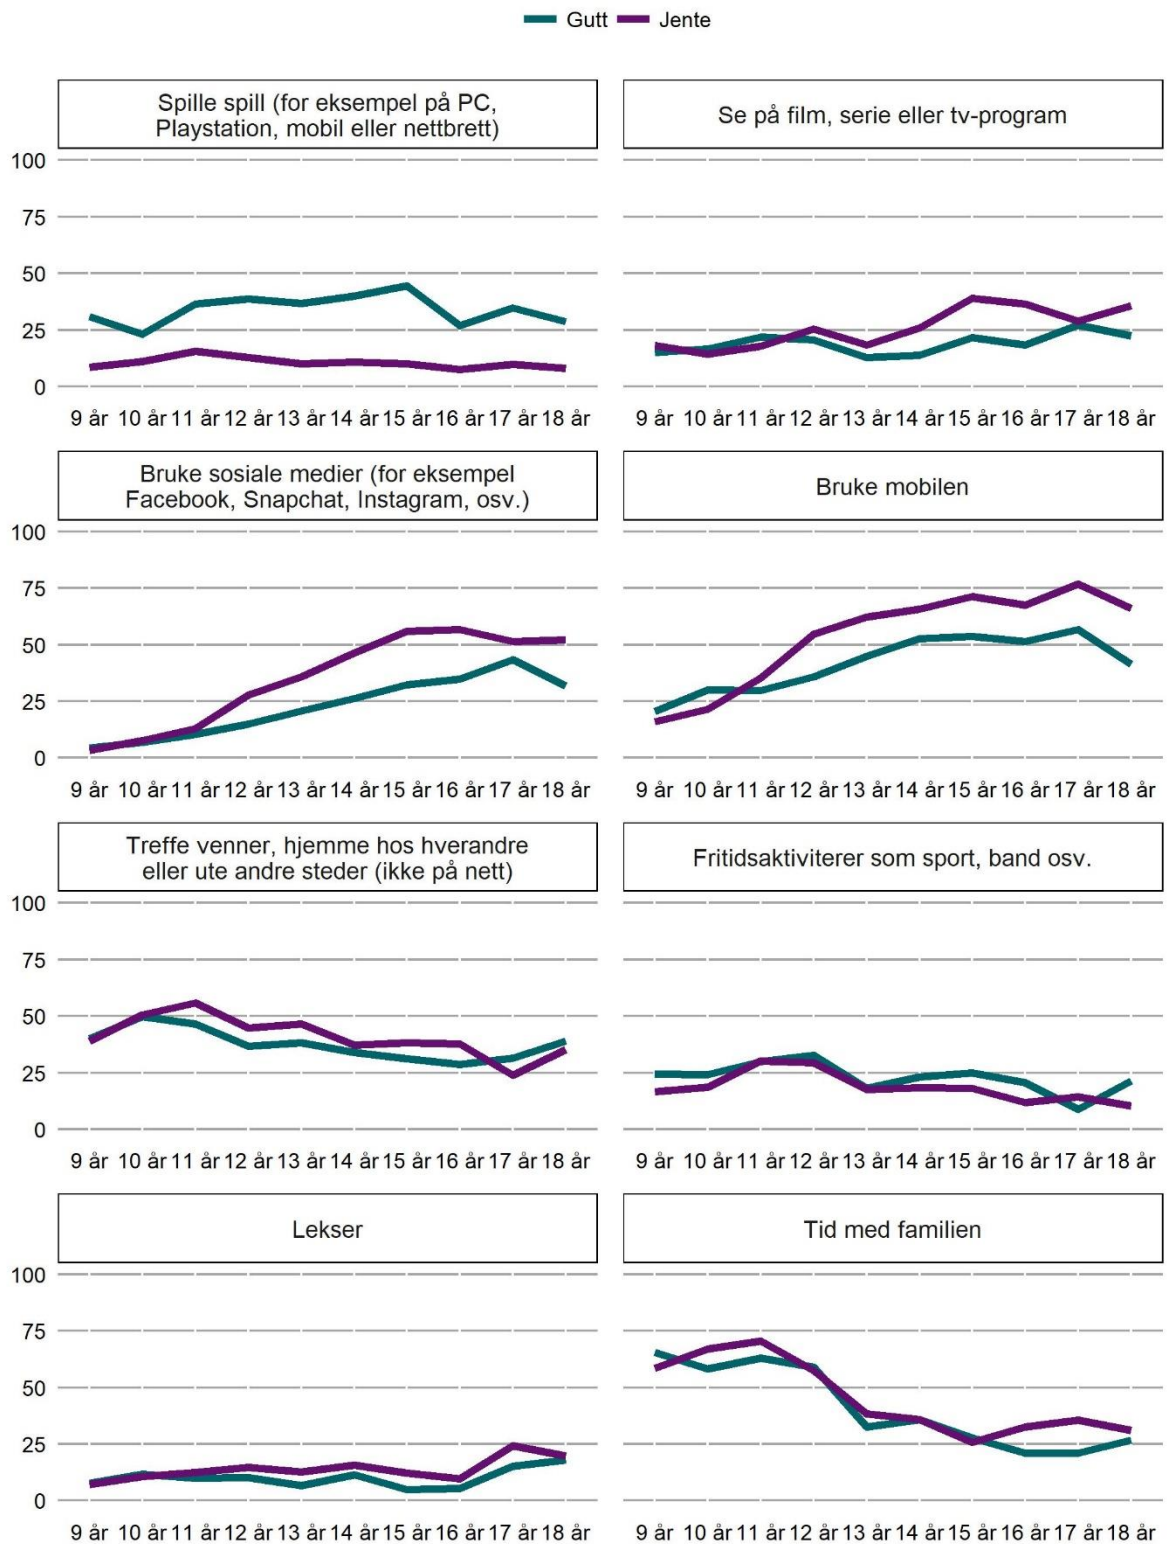 Gutt Jente
Spille spill (for eksempel på PC,
Playstation, mobil eller nettbrett)
Se på film, serie eller tv-program
100
75
50
25
0
9 år 10 år 11 år 12 år 13 år 14 år 15 år 16 år 17 år 18 år
9 år 10 år 11 år 12 år 13 år 14 år 15 år 16 år 17 år 18 år
Bruke sosiale medier (for eksempel
Facebook, Snapchat, Instagram, osv.)
Bruke mobilen
100
75
50
25
0
9 år 10 år 11 år 12 år 13 år 14 år 15 år 16 år 17 år 18 år
9 år 10 år 11 år 12 år 13 år 14 år 15 år 16 år 17 år 18 år
Treffe venner, hjemme hos hverandre
eller ute andre steder (ikke på nett)
Fritidsaktiviterer som sport, band osv.
100
75
50
25
0
9 år 10 år 11 år 12 år 13 år 14 år 15 år 16 år 17 år 18 år
9 år 10 år 11 år 12 år 13 år 14 år 15 år 16 år 17 år 18 år
Lekser
Tid med familien
100
75
50
25
0
9 år 10 år 11 år 12 år 13 år 14 år 15 år 16 år 17 år 18 år
9 år 10 år 11 år 12 år 13 år 14 år 15 år 16 år 17 år 18 år